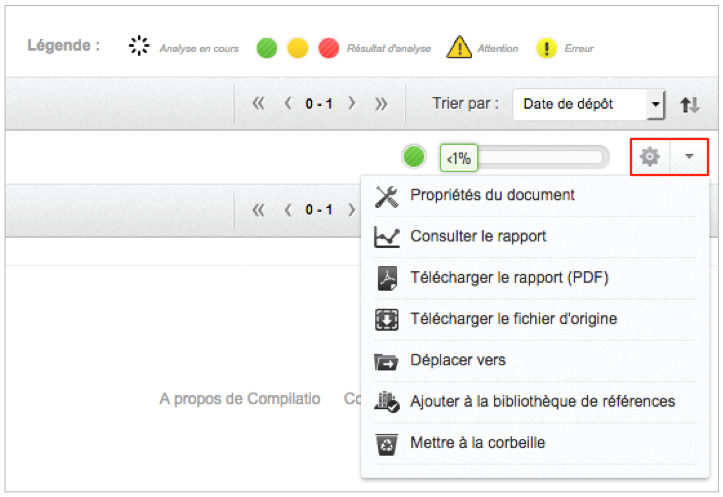 Légende : Analyse en cours Résultat d'analyse Attention Erreur
0 - 1 Trier par : Date de dépôt
<1%
Propriétés du document
0 - 1
Consulter le rapport
Télécharger le rapport (PDF)
Télécharger le fichier d'origine
Déplacer vers
A propos de Compilatio
Ajouter à la bibliothèque de références
Mettre à la corbeille